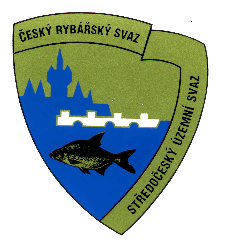 ČESKÝ RYBÁŘSKÝ SVAZ
STŘEDOČESKÝ ÚZEMNÍ SVAZ